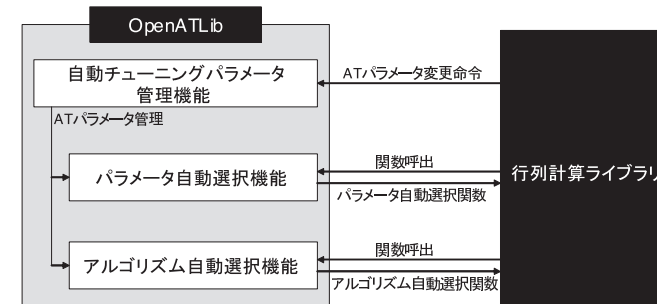 OpenATLib
自動チューニングパラメータ
管理機能
ATパラメータ変更命令
ATパラメータ管理
パラメータ自動選択機能
関数呼出
パラメータ自動選択関数
行列計算ライブラリ
アルゴリズム自動選択機能
関数呼出
アルゴリズム自動選択関数